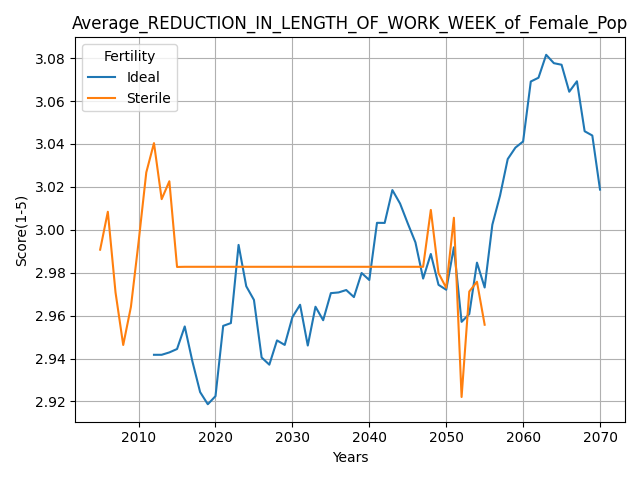 Average_REDUCTION_IN_LENGTH_OF_WORK_WEEK_of_Female_Pop
Fertility
Ideal
Sterile
Score(1-5)
3.08
3.06
3.04
3.02
3.00
2.98
2.96
2.94
2.92
2010 2020 2030 2040 2050 2060 2070
Years